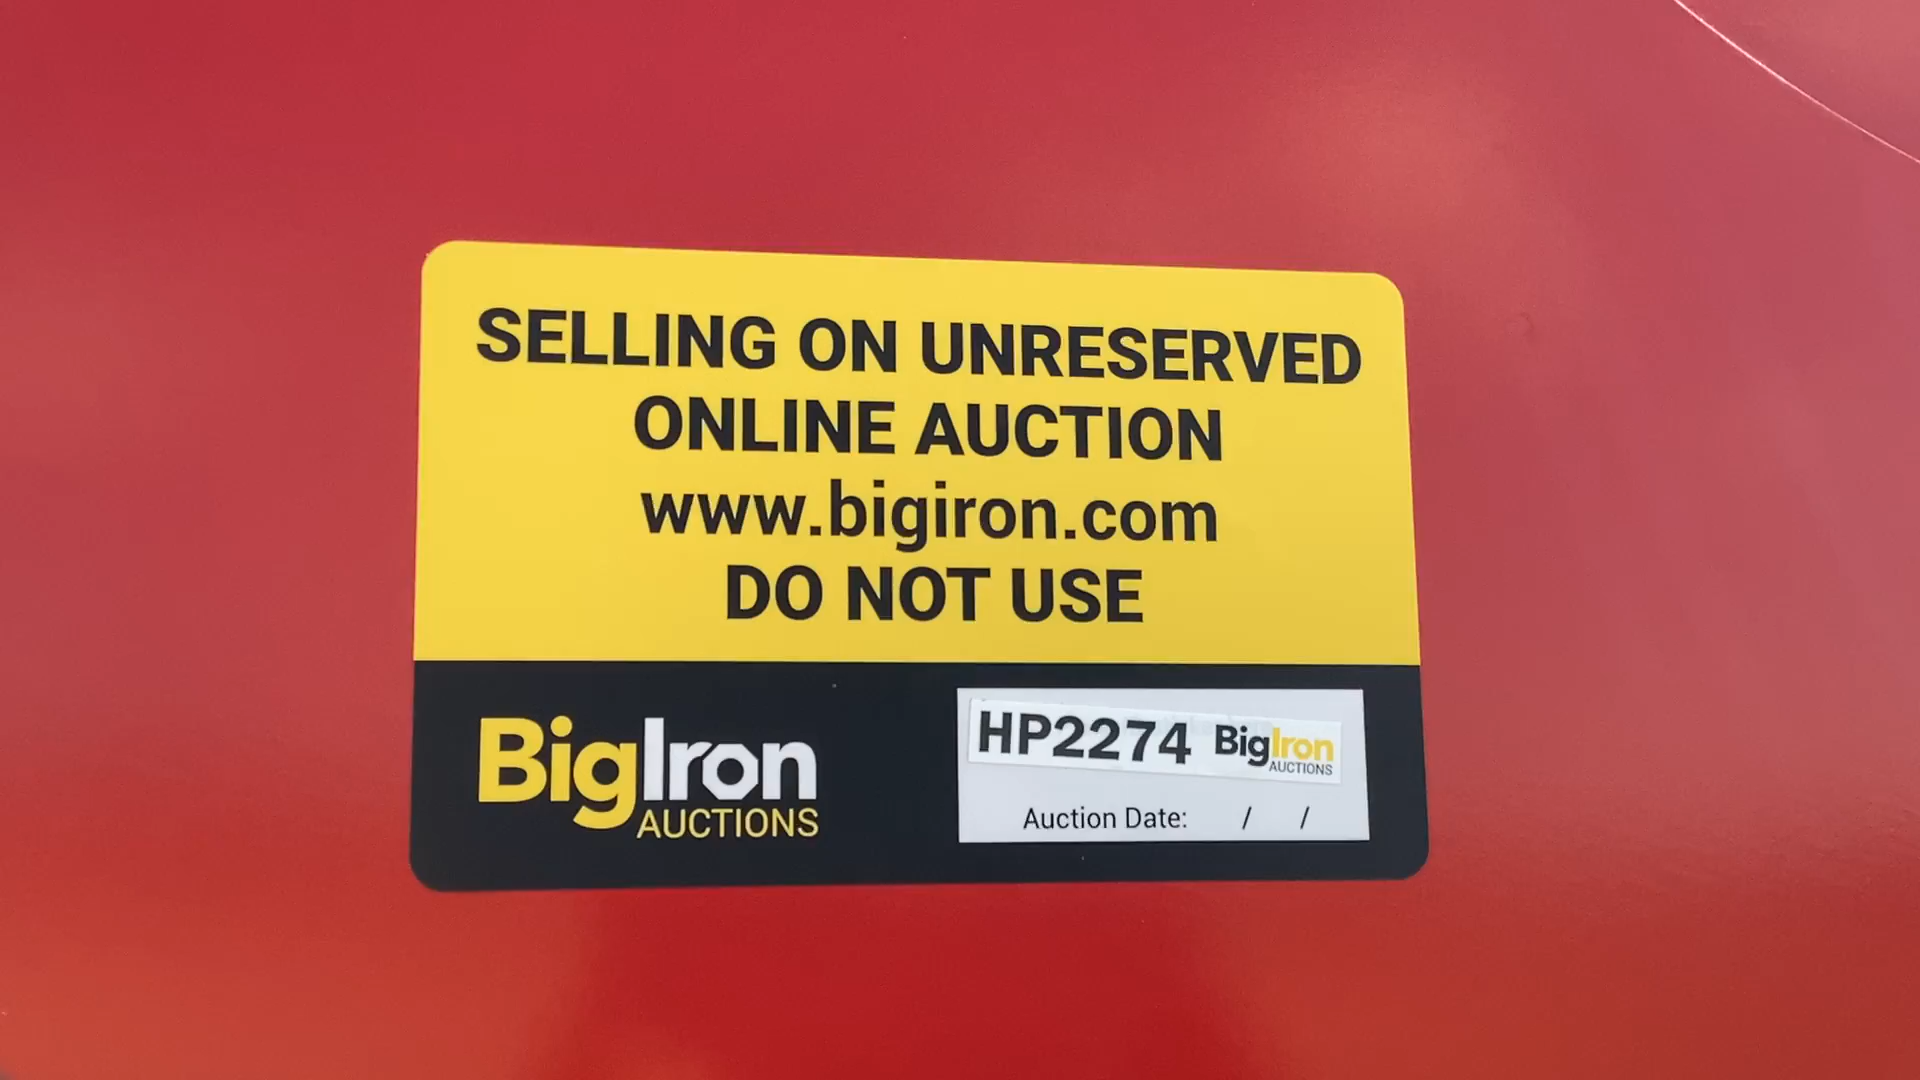 SELLING ON UNRESERVED
ONLINE AUCTION
www.bigiron.com
DO NOT USE
BigIron
AUCTIONS
HP2274 BigIron
AUCTIONS
Auction Date: / /